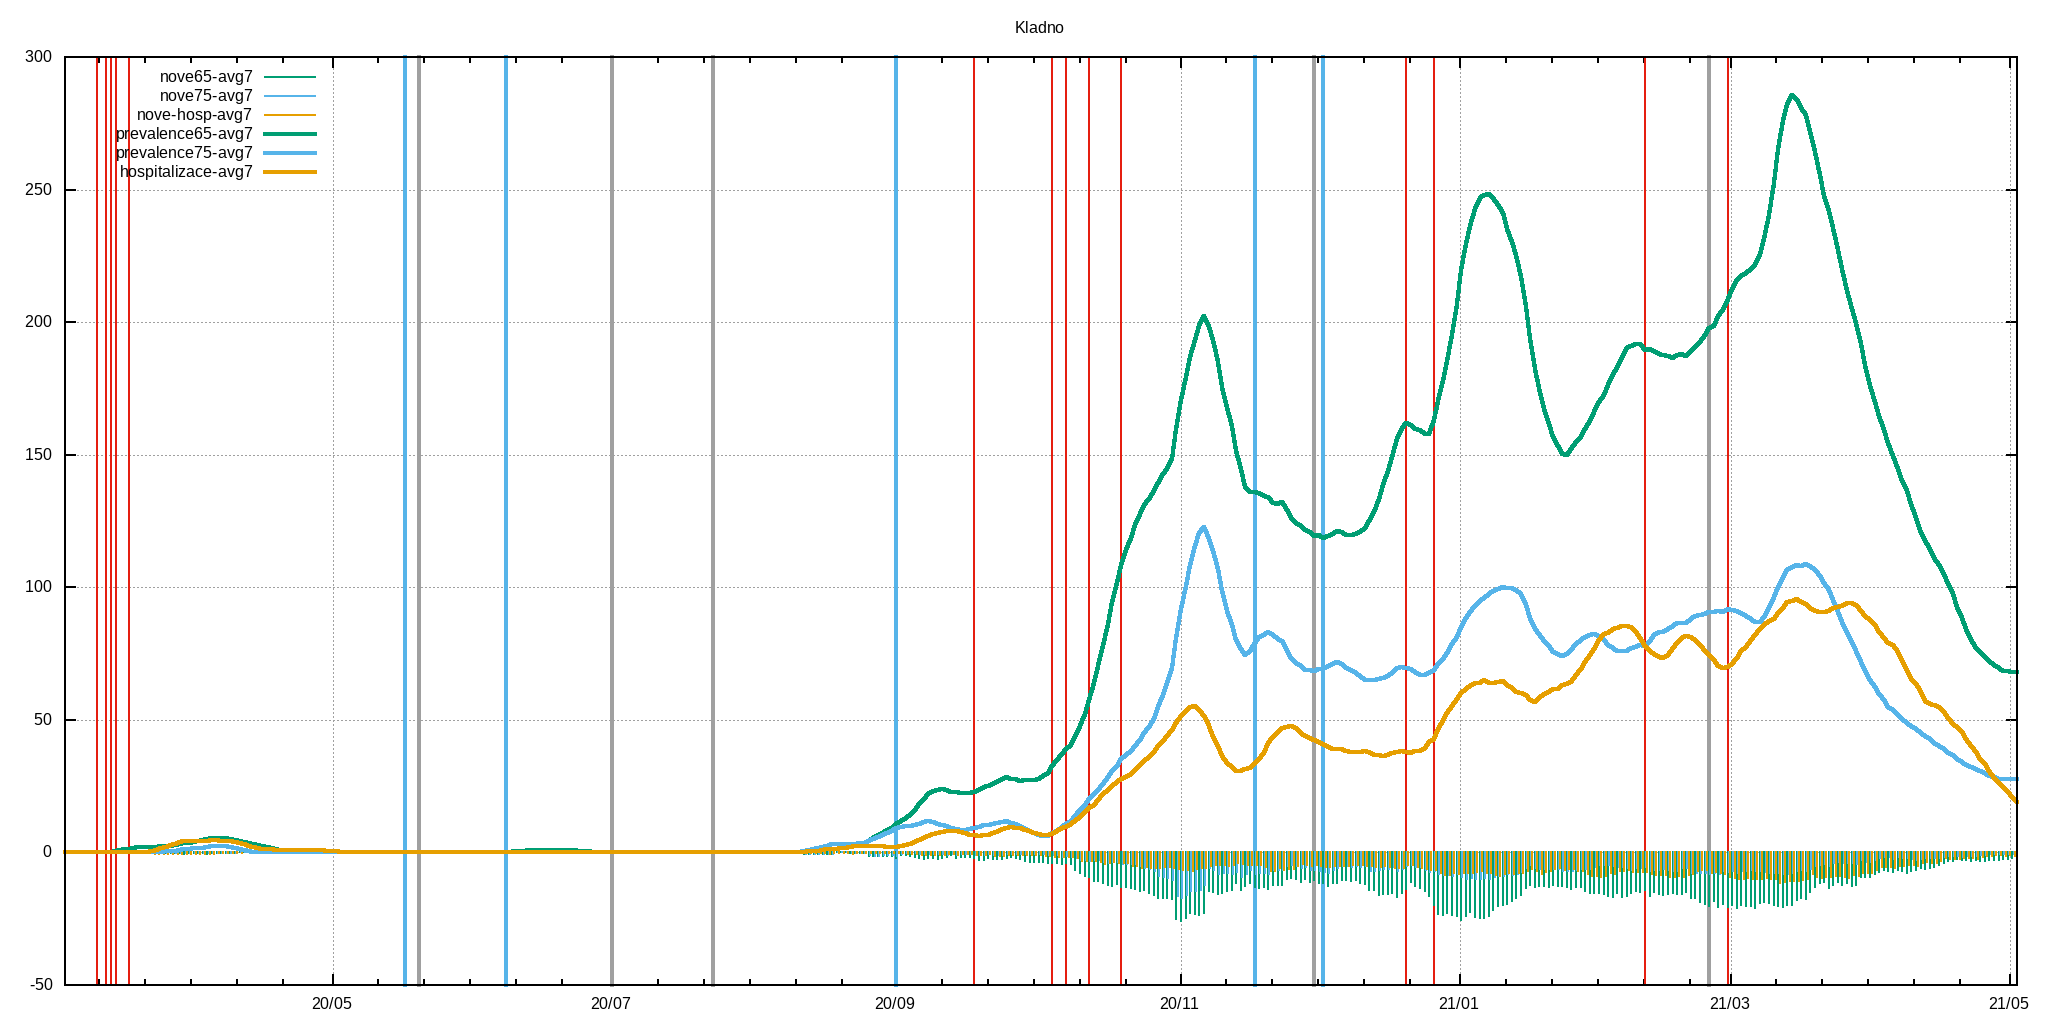 Kladno
300
250
200
150
100
50
0
-50
nove65-avg7
nove75-avg7
nove-hosp-avg7
prevalence65-avg7
prevalence75-avg7
hospitalizace-avg7
20/05 20/07 20/09 20/11 21/01 21/03 21/05